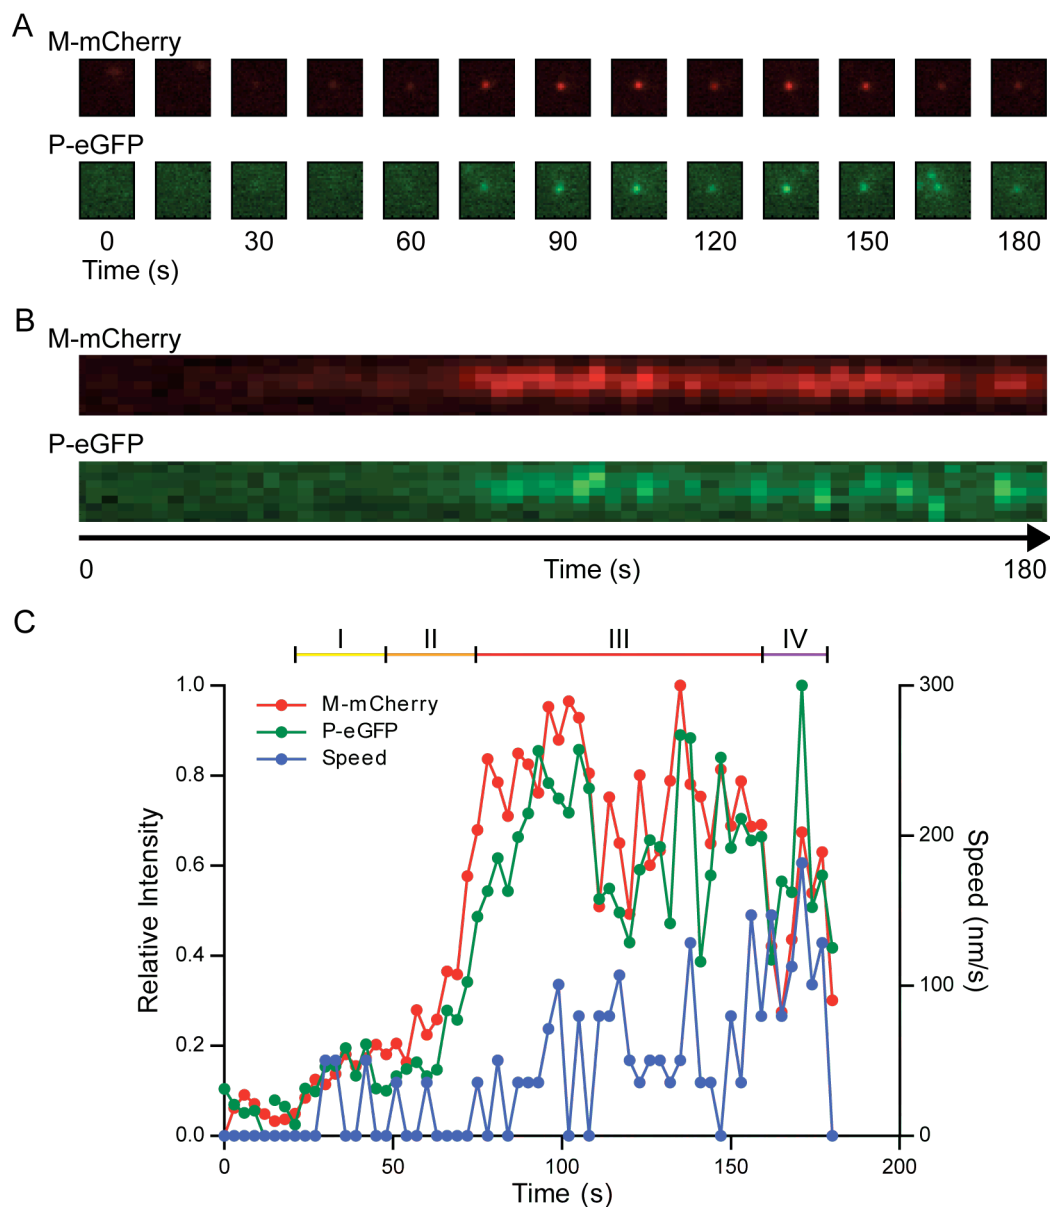 A
M-mCherry
P-eGFP
0 30 60 90 120 150 180
Time (s)
B
M-mCherry
P-eGFP
0 Time (s) 180
C
I II III IV
1.0 300
M-mCherry
P-eGFP
Speed
0.8
200
0.6
Relative Intensity
Speed (nm/s)
0.4
100
0.2
0.0 0
0 50 100 150 200
Time (s)